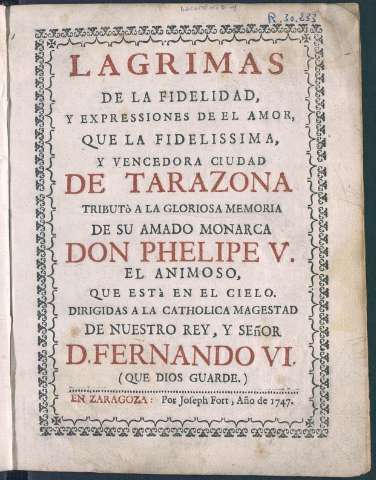 R. 30.253
LAGRIMAS
DE LA FIDELIDAD,
Y EXPRESSIONES DE EL AMOR,
QUE LA FIDELISSIMA,
Y VENCEDORA CIUDAD
DE TARAZONA
TRIBUTò A LA GLORIOSA MEMORIA
DE SU AMADO MONARCA
DON PHELIPE V.
EL ANIMOSO,
QUE ESTà EN EL CIELO.
DIRIGIDAS A LA CATHOLICA MAGESTAD
DE NUESTRO REY, Y SEñOR
D. FERNANDO VI.
(QUE DIOS GUARDE.)
EN ZARAGOZA: Por Joseph Fort, Año de 1747.